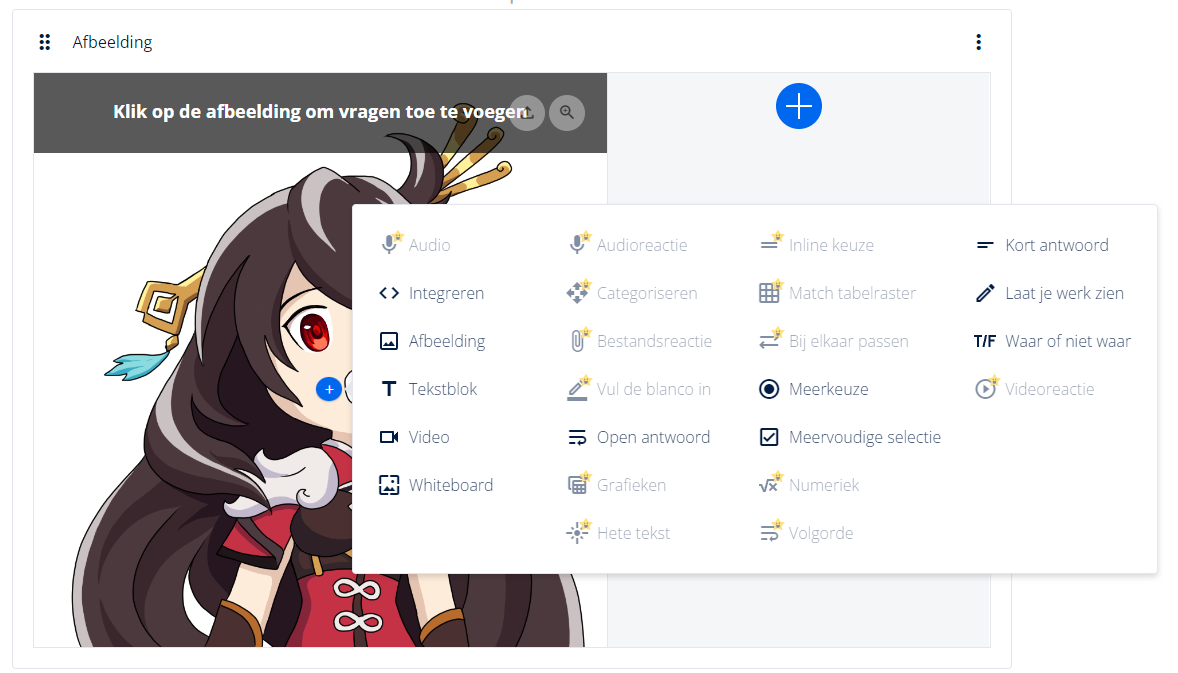 Afbeelding
Klik op de afbeelding om vragen toe te voegen
Audio
Integreren
Afbeelding
Tekstblok
Video
Whiteboard
Audioreactie
Categoriseren
Bestandsreactie
Vul de blanco in
Open antwoord
Grafieken
Hete tekst
Inline keuze
Match tabelraster
Bij elkaar passen
Meerkeuze
Meervoudige selectie
√x Numeriek
Volgorde
Kort antwoord
Laat je werk zien
T/F Waar of niet waar
Videoreactie